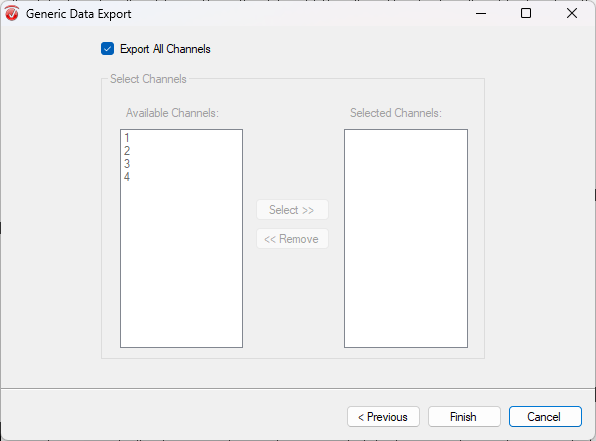 Generic Data Export
Export All Channels
Select Channels
Available Channels:
Selected Channels:
1
2
3
4
Select >>
<< Remove
< Previous
Finish
Cancel